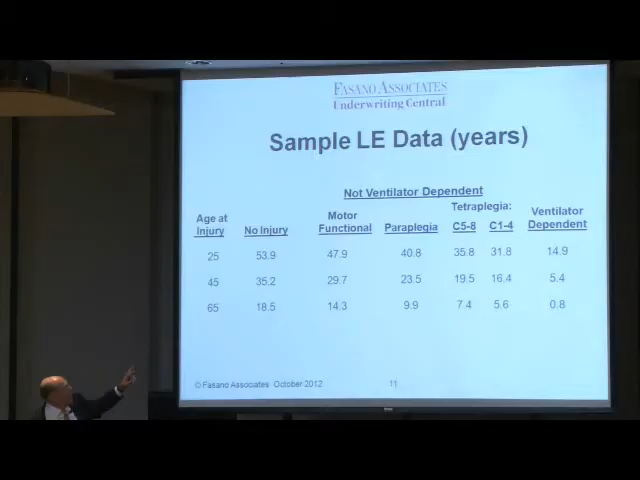 FASANO ASSOCIATES
Underwriting Central
Sample LE Data (years)
Not Ventilator Dependent
Tetraplegia:
Age at Injury No Injury Motor Functional Paraplegia C5-8 C1-4 Ventilator Dependent
25 53.9 47.9 40.8 35.8 31.8 14.9
45 35.2 29.7 23.5 19.5 16.4 5.4
65 18.5 14.3 9.9 7.4 5.6 0.8
© Fasano Associates October 2012 11